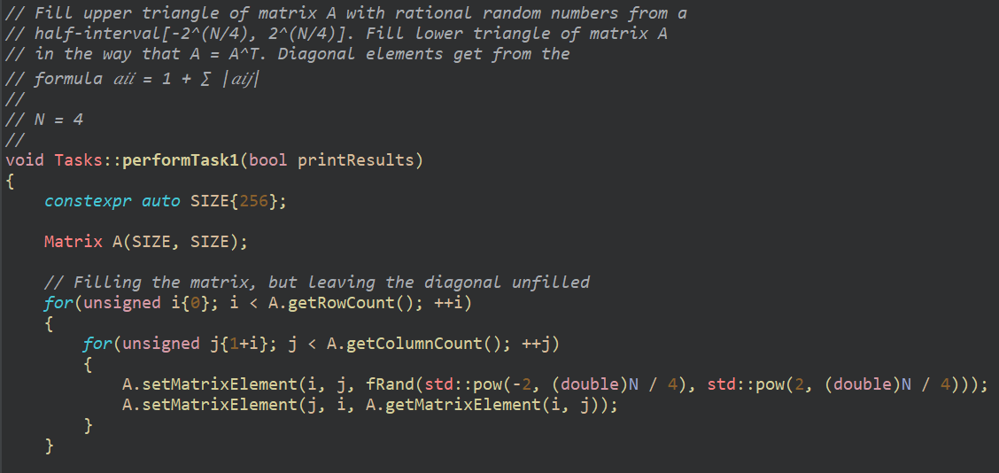 // Fill upper triangle of matrix A with rational random numbers from a
// half-interval[-2^(N/4), 2^(N/4)]. Fill lower triangle of matrix A
// in the way that A = A^T. Diagonal elements get from the
// formula 𝑎𝑖𝑖 = 1 + ∑ |𝑎𝑖𝑗|
//
// N = 4
//
void Tasks::performTask1(bool printResults)
{
    constexpr auto SIZE{256};

    Matrix A(SIZE, SIZE);

    // Filling the matrix, but leaving the diagonal unfilled
    for(unsigned i{0}; i < A.getRowCount(); ++i)
    {
        for(unsigned j{1+i}; j < A.getColumnCount(); ++j)
        {
            A.setMatrixElement(i, j, fRand(std::pow(-2, (double)N / 4), std::pow(2, (double)N / 4)));
            A.setMatrixElement(j, i, A.getMatrixElement(i, j));
        }
    }